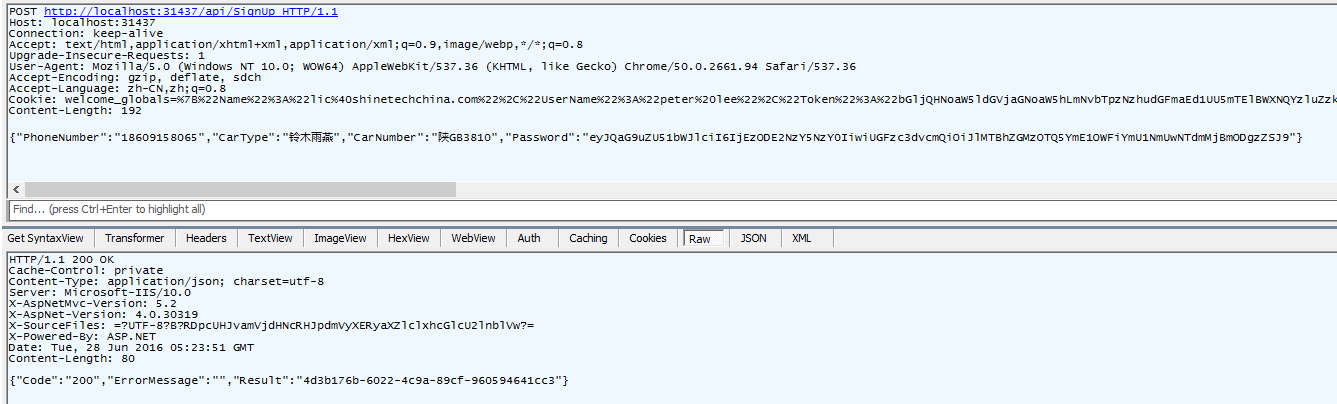 POST http://localhost:31437/api/SignUp HTTP/1.1
Host: localhost:31437
Connection: keep-alive
Accept: text/html,application/xhtml+xml,application/xml;q=0.9,image/webp,*/*;q=0.8
Upgrade-Insecure-Requests: 1
User-Agent: Mozilla/5.0 (Windows NT 10.0; WOW64) AppleWebKit/537.36 (KHTML, like Gecko) Chrome/50.0.2661.94 Safari/537.36
Accept-Encoding: gzip, deflate, sdch
Accept-Language: zh-CN,zh;q=0.8
Cookie: welcome_globals=%7B%22Name%22%3A%22lic%40shinetechchina.com%22%2C%22UserName%22%3A%22peter%20lee%22%2C%22Token%22%3A%22bGljQHNoaW5ldGVjaGNoaW5hLmNvbTpzNzhudGFmaEd1UU5mTElBWXNQYzluZzk
Content-Length: 192
{"PhoneNumber":"18609158065","CarType":"铃木雨燕","CarNumber":"陕GB3810","Password":"eyJQaG9uZU51bWJlciI6IjEzODE2NzY5NzY0IiwiUGFzc3dvcmQiOiJlMTBhZGMzOTQ5YmE1OWFiYmU1NmUwNTdmMjBmODgzZSJ9"}
Find... (press Ctrl+Enter to highlight all)
Get SyntaxView Transformer Headers TextView ImageView HexView WebView Auth Caching Cookies Raw JSON XML
HTTP/1.1 200 OK
Cache-Control: private
Content-Type: application/json; charset=utf-8
Server: Microsoft-IIS/10.0
X-AspNetMvc-Version: 5.2
X-AspNet-Version: 4.0.30319
X-SourceFiles: =?UTF-8?B?RDpcUHJvamVjdHNcRHJpdmVyXERyaXZlclxhcGlcU2lnblVw?=
X-Powered-By: ASP.NET
Date: Tue, 28 Jun 2016 05:23:51 GMT
Content-Length: 80
{"Code":"200","ErrorMessage":"","Result":"4d3b176b-6022-4c9a-89cf-960594641cc3"}